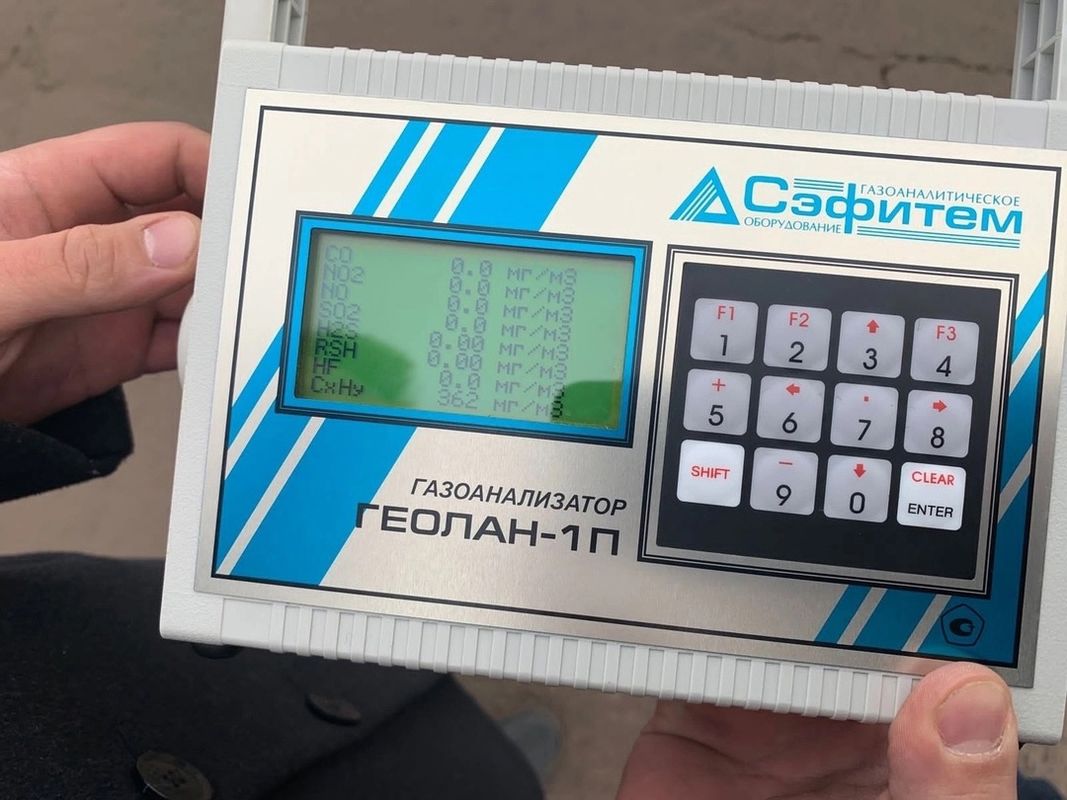 Сэфитем
ГАЗОАНАЛИТИЧЕСКОЕ
ОБОРУДОВАНИЕ
CO 0.0 мг/м3
NO2 0.0 мг/м3
NO 0.0 мг/м3
SO2 0.0 мг/м3
H2S 0.00 мг/м3
RSH 0.00 мг/м3
HF 0.0 мг/м3
CxHy 362 мг/м3
F1 F2 F3
1 2 3 4
+
5 6 7 8
SHIFT − CLEAR
9 0 ENTER
ГАЗОАНАЛИЗАТОР
ГЕОЛАН-1П